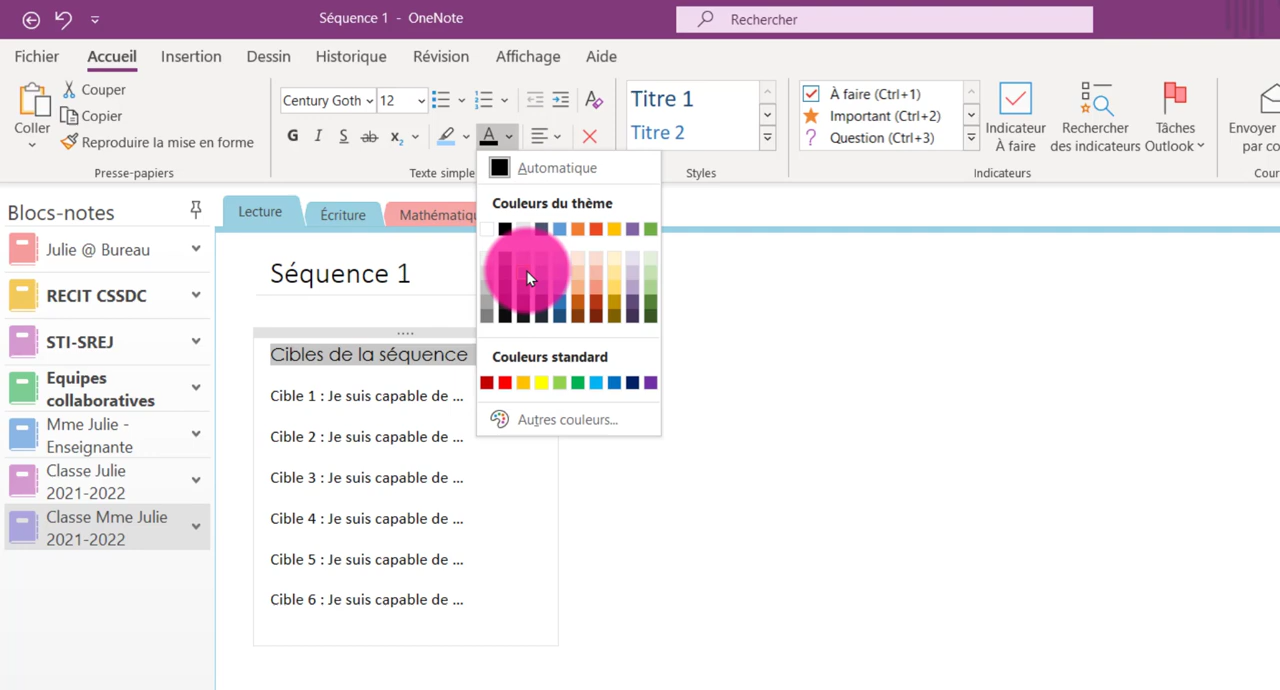 Séquence 1 - OneNote
Rechercher
Fichier
Accueil
Insertion
Dessin
Historique
Révision
Affichage
Aide
Coller
Couper
Copier
Reproduire la mise en forme
Presse-papiers
Century Goth
12
G I S ab x₂
A
Texte simple
Titre 1
Titre 2
Styles
À faire (Ctrl+1)
Important (Ctrl+2)
? Question (Ctrl+3)
Indicateur
À faire
Rechercher
des indicateurs
Tâches
Outlook
Indicateurs
Envoyer
par co
Cour
Automatique
Couleurs du thème
Couleurs standard
Autres couleurs...
Blocs-notes
Julie @ Bureau
RECIT CSSDC
STI-SREJ
Equipes
collaboratives
Mme Julie -
Enseignante
Classe Julie
2021-2022
Classe Mme Julie
2021-2022
Lecture
Écriture
Mathématiqu
Séquence 1
Cibles de la séquence
Cible 1 : Je suis capable de ...
Cible 2 : Je suis capable de ...
Cible 3 : Je suis capable de ...
Cible 4 : Je suis capable de ...
Cible 5 : Je suis capable de ...
Cible 6 : Je suis capable de ...